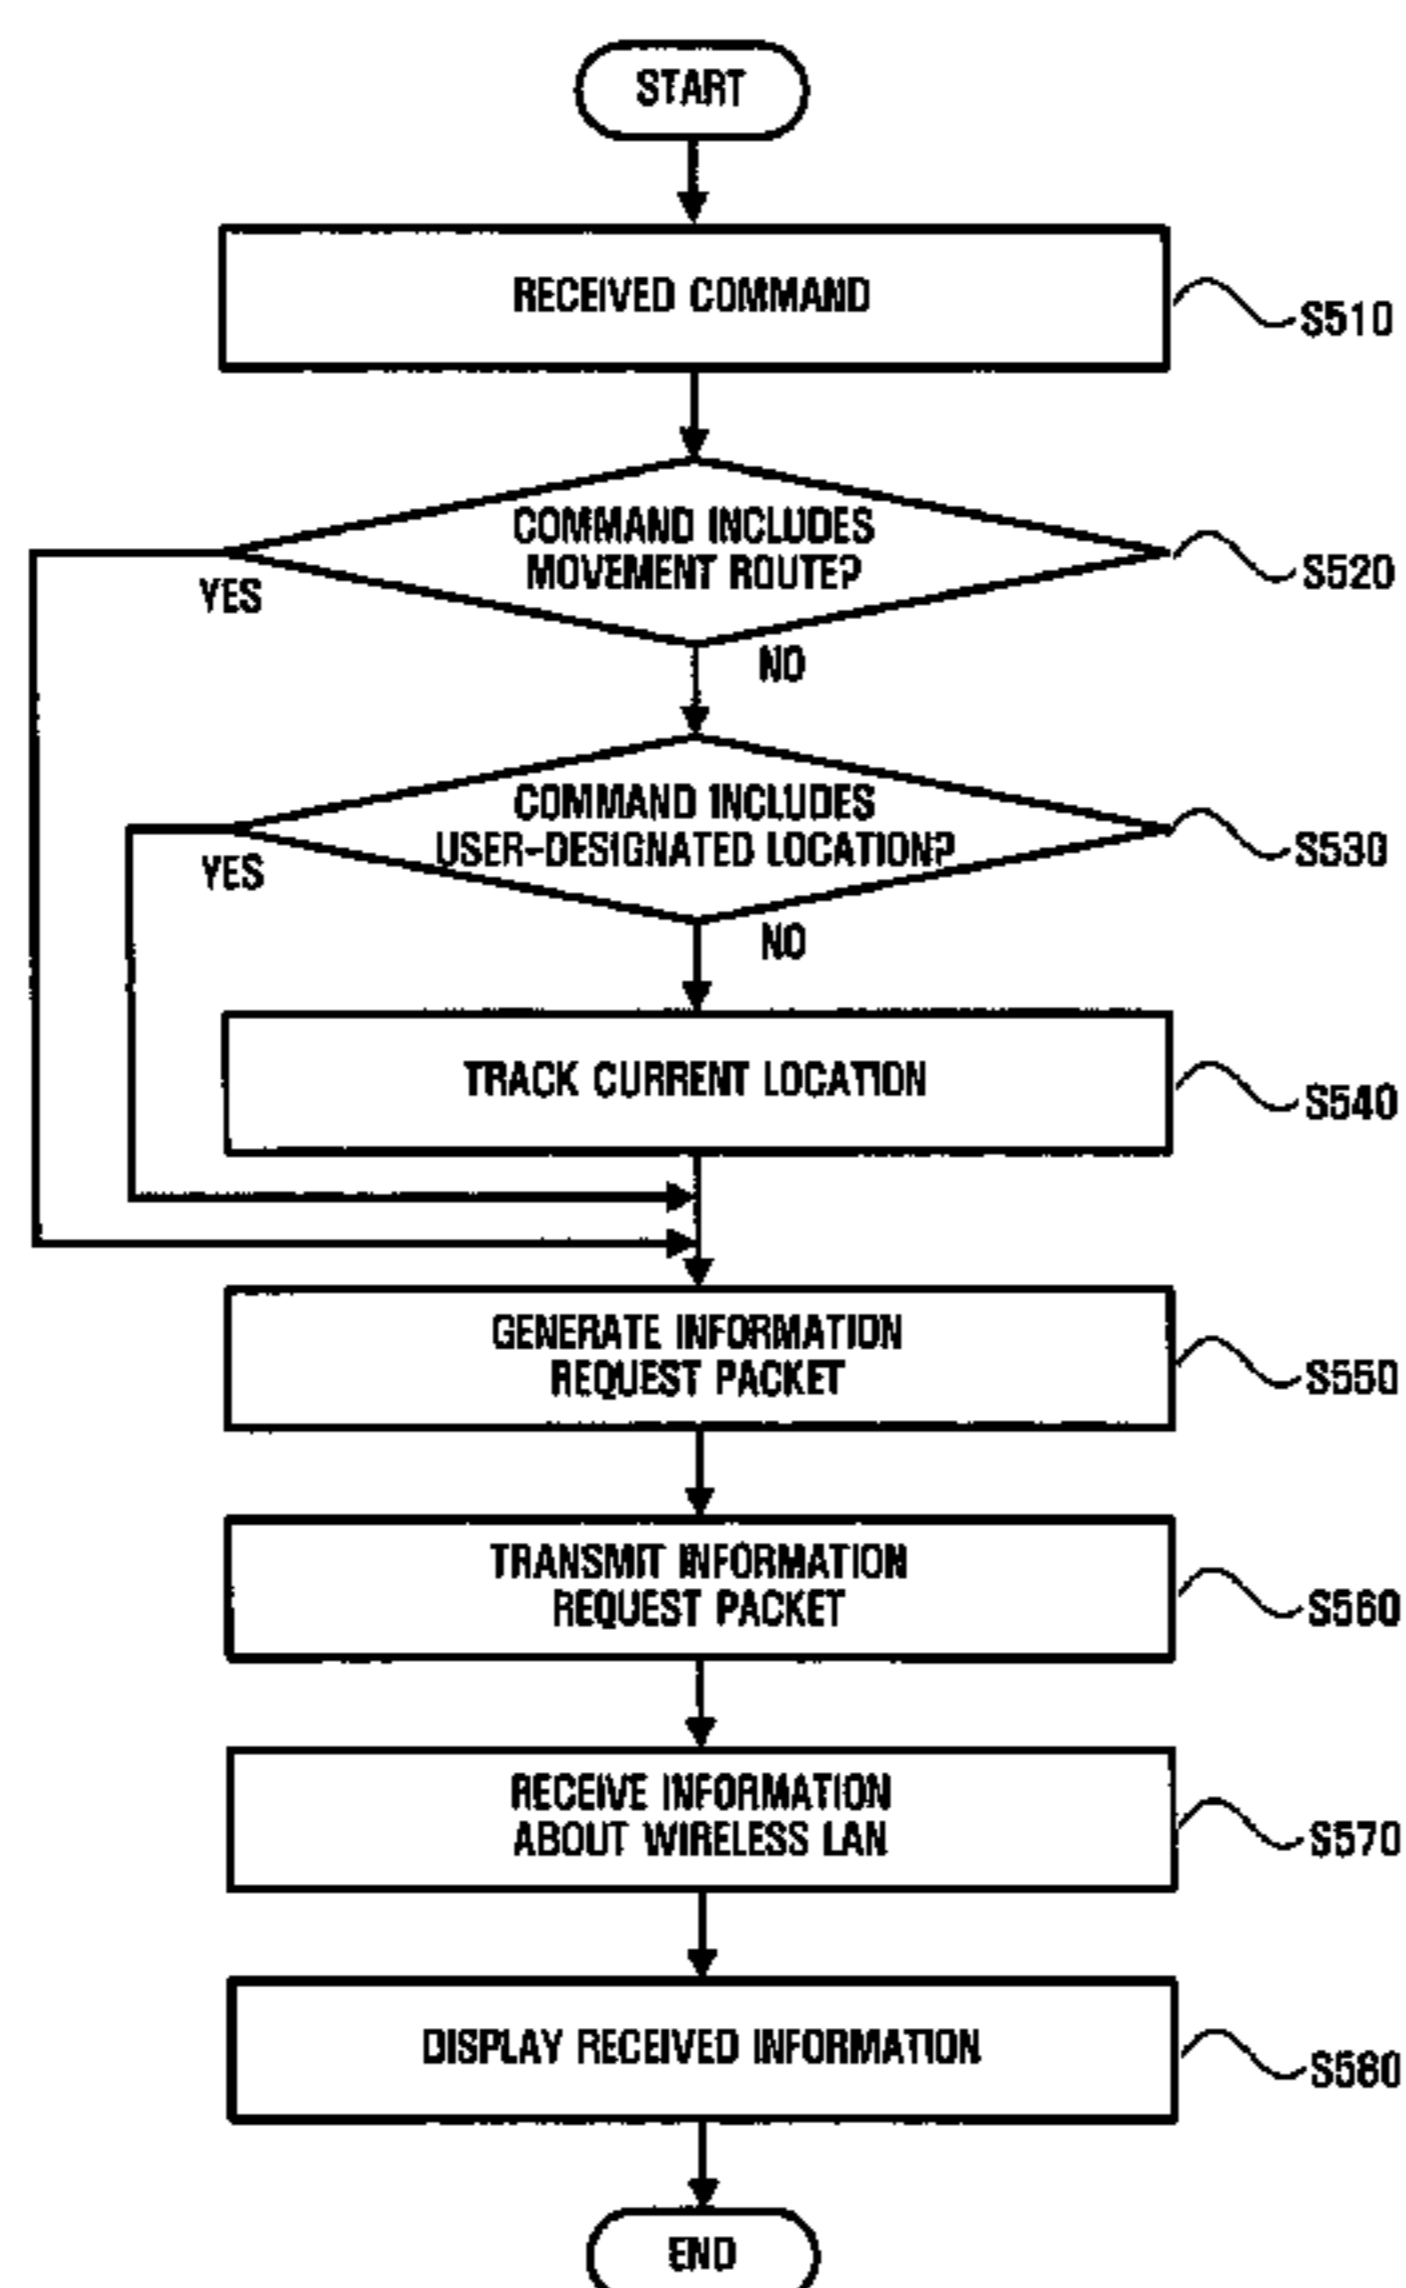 START
RECEIVED COMMAND
S510
COMMAND INCLUDES
MOVEMENT ROUTE?
S520
YES
NO
COMMAND INCLUDES
USER-DESIGNATED LOCATION?
S530
YES
NO
TRACK CURRENT LOCATION
S540
GENERATE INFORMATION
REQUEST PACKET
S550
TRANSMIT INFORMATION
REQUEST PACKET
S560
RECEIVE INFORMATION
ABOUT WIRELESS LAN
S570
DISPLAY RECEIVED INFORMATION
S580
END